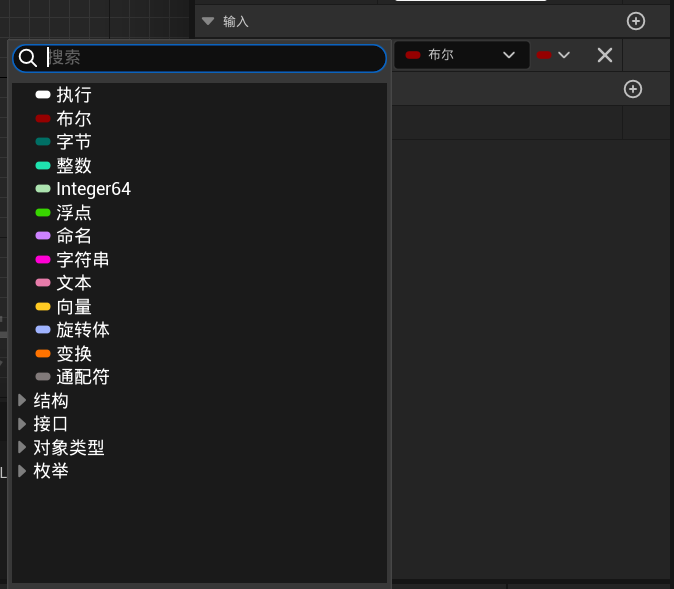 输入
搜索
布尔
执行
布尔
字节
整数
Integer64
浮点
命名
字符串
文本
向量
旋转体
变换
通配符
结构
接口
对象类型
枚举
L